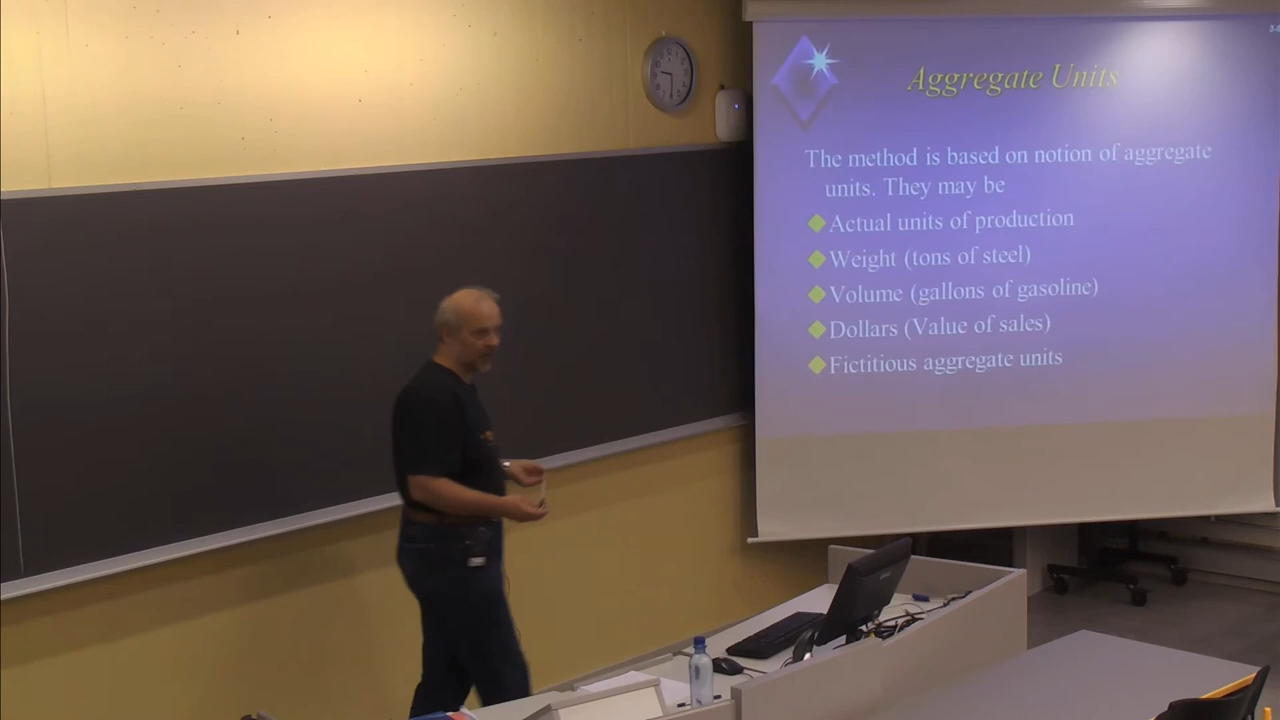 Aggregate Units
The method is based on notion of aggregate
units. They may be
Actual units of production
Weight (tons of steel)
Volume (gallons of gasoline)
Dollars (Value of sales)
Fictitious aggregate units